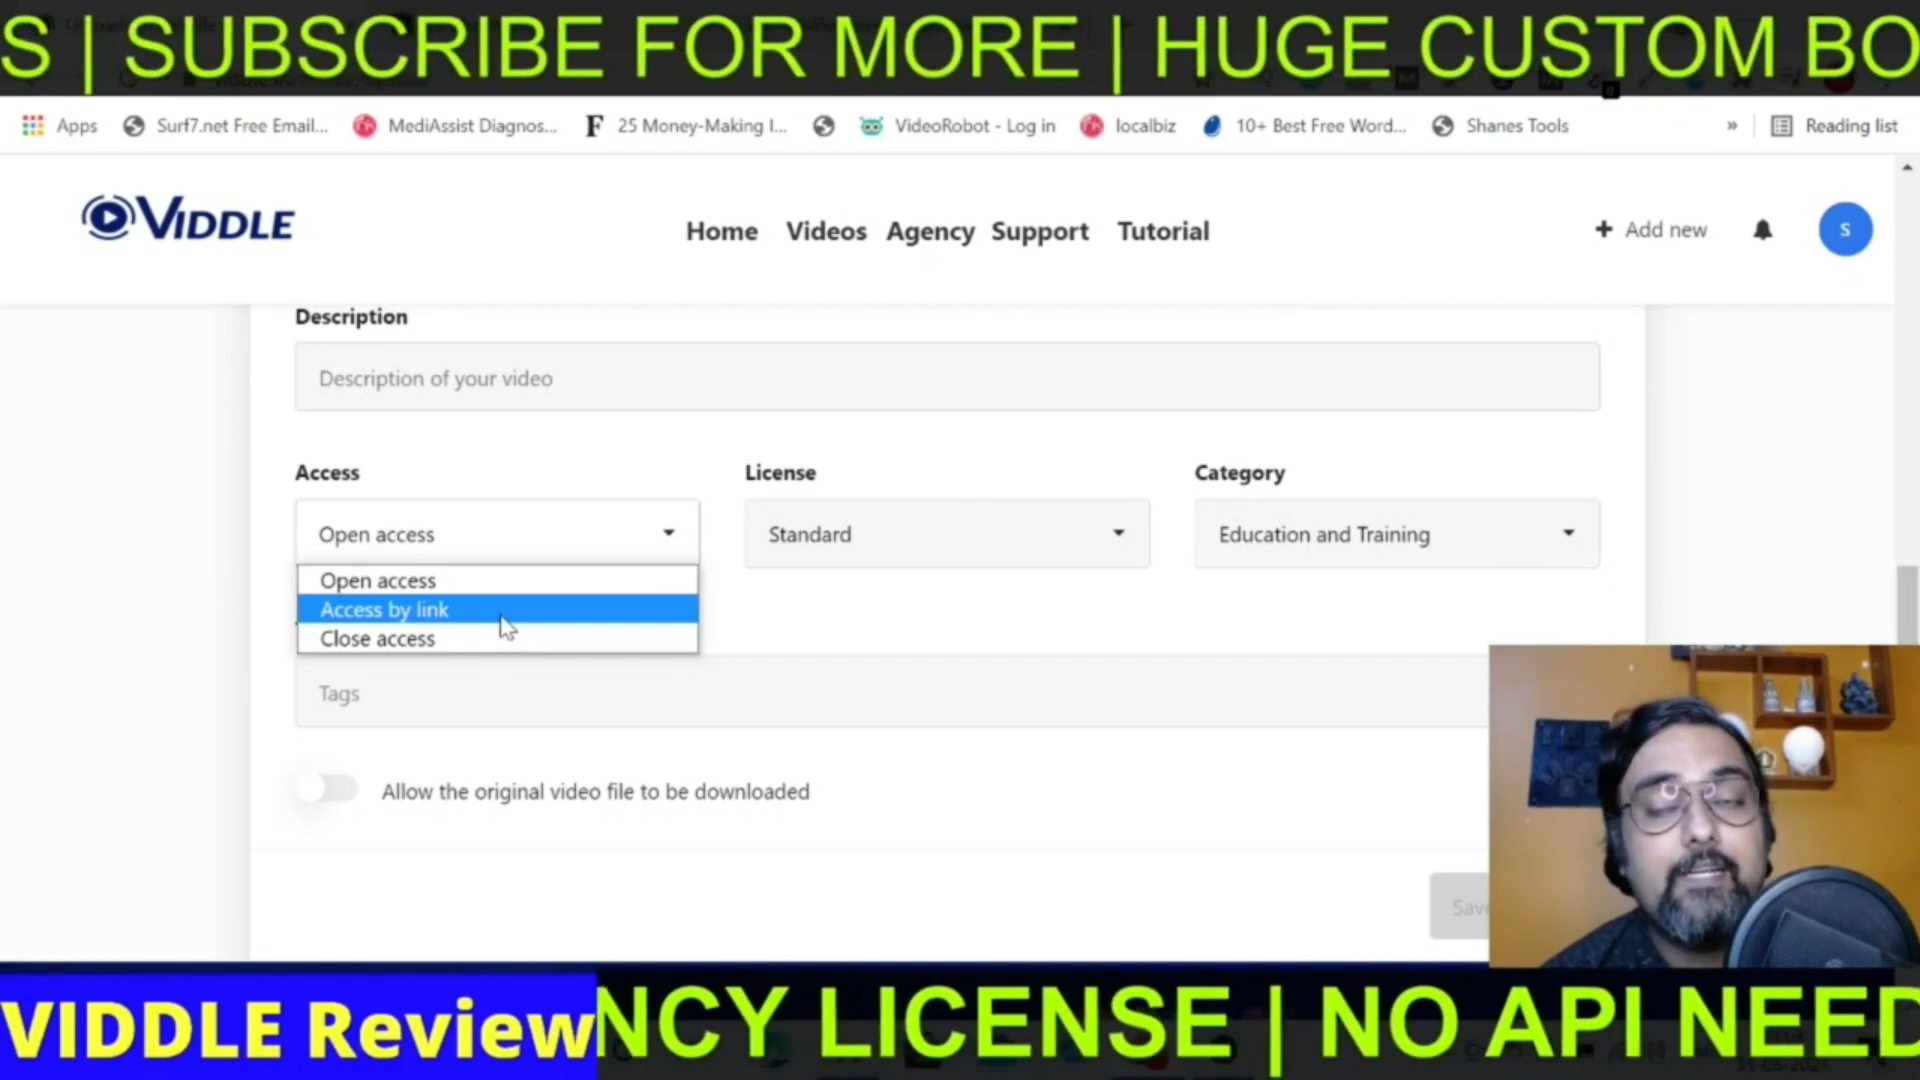 S | SUBSCRIBE FOR MORE | HUGE CUSTOM BO
Apps Surf7.net Free Email... MediAssist Diagnos... 25 Money-Making I... VideoRobot - Log in localbiz 10+ Best Free Word... Shanes Tools » Reading list
VIDDLE Home Videos Agency Support Tutorial + Add new S
Description
Description of your video
Access License Category
Open access Standard Education and Training
Open access
Access by link
Close access
Tags
Allow the original video file to be downloaded
Save
VIDDLE Review NCY LICENSE | NO API NEED